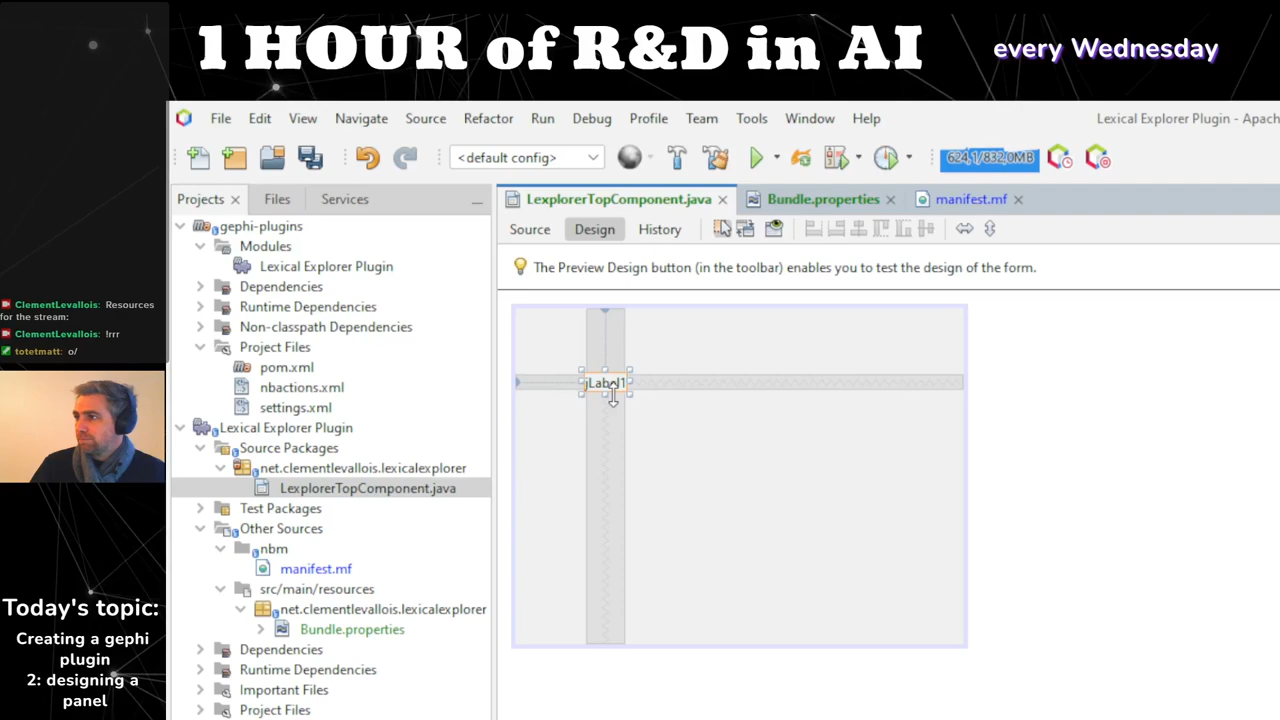 1 HOUR of R&D in AI
every Wednesday
File Edit View Navigate Source Refactor Run Debug Profile Team Tools Window Help
Lexical Explorer Plugin - Apach
<default config>
624,1/832,0MB
Projects Files Services
LexplorerTopComponent.java Bundle.properties manifest.mf
Source Design History
The Preview Design button (in the toolbar) enables you to test the design of the form.
jLabel1
gephi-plugins
Modules
Lexical Explorer Plugin
Dependencies
Runtime Dependencies
Non-classpath Dependencies
Project Files
pom.xml
nbactions.xml
settings.xml
Lexical Explorer Plugin
Source Packages
net.clementlevallois.lexicalexplorer
LexplorerTopComponent.java
Test Packages
Other Sources
nbm
manifest.mf
src/main/resources
net.clementlevallois.lexicalexplorer
Bundle.properties
Dependencies
Runtime Dependencies
Important Files
Project Files
ClementLevallois: Resources
for the stream:
ClementLevallois: !rrr
totetmatt: o/
Today's topic:
Creating a gephi
plugin
2: designing a
panel